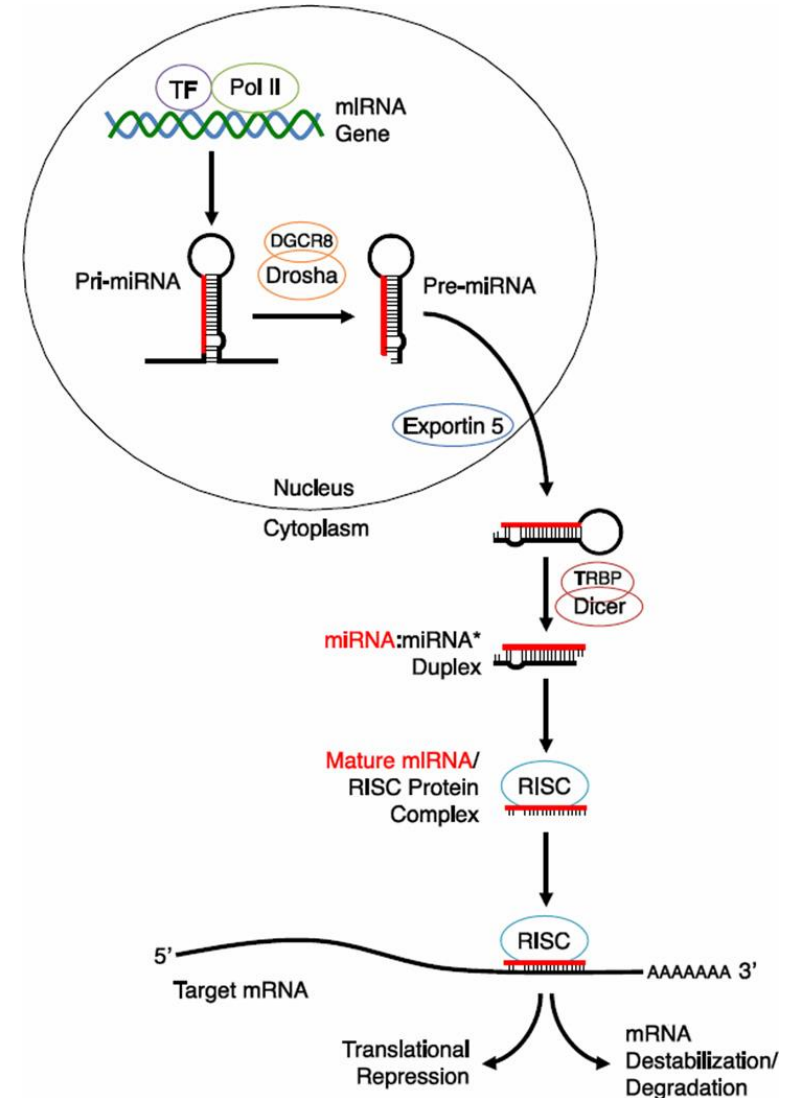 TF
Pol II
miRNA
Gene
DGCR8
Drosha
Pri-miRNA
Pre-miRNA
Exportin 5
Nucleus
Cytoplasm
TRBP
Dicer
miRNA:miRNA*
Duplex
Mature miRNA/
RISC Protein
Complex
RISC
RISC
5’
AAAAAAA 3’
Target mRNA
Translational
Repression
mRNA
Destabilization/
Degradation